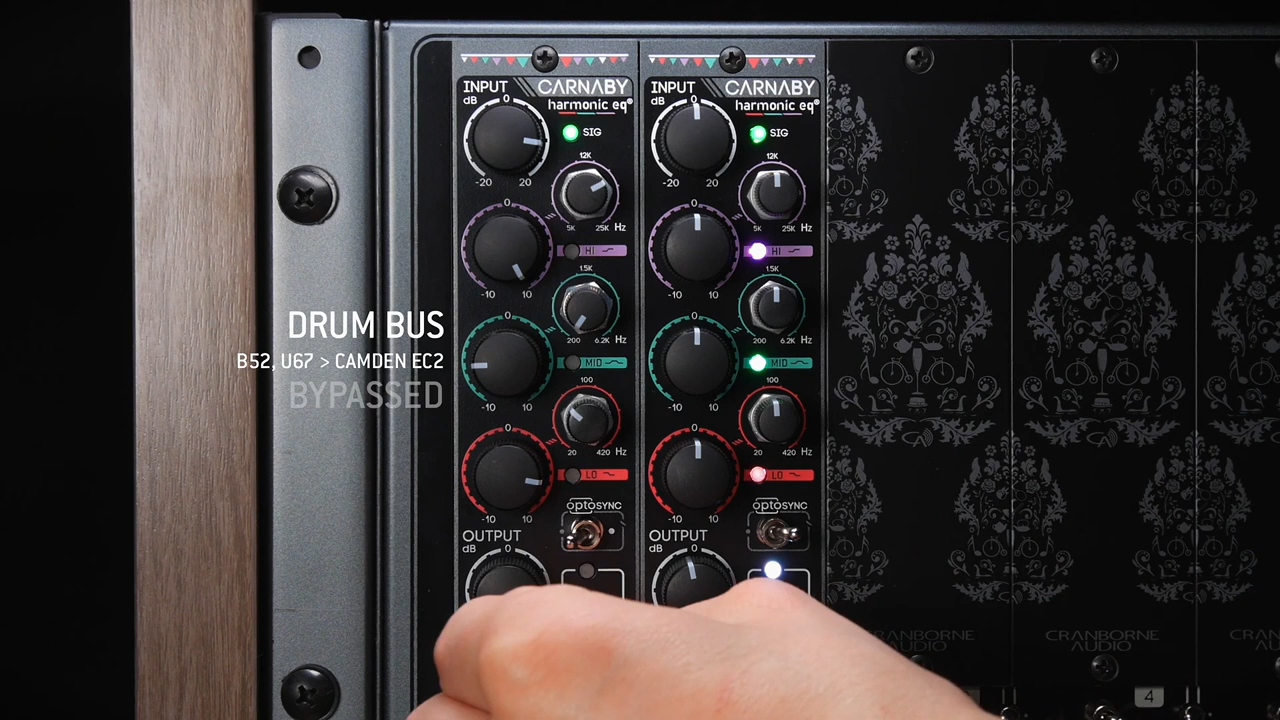 DRUM BUS
B52, U67 > CAMDEN EC2
BYPASSED
INPUT
dB
0
CARNABY
harmonic eq®
SIG
-20 20
12K
5K 25K Hz
0
HI
-10 10
1.5K
200 6.2K Hz
0
MID
-10 10
100
20 420 Hz
0
LO
-10 10
optoSYNC
OUTPUT
dB
0
INPUT
dB
0
CARNABY
harmonic eq®
SIG
-20 20
12K
5K 25K Hz
0
HI
-10 10
1.5K
200 6.2K Hz
0
MID
-10 10
100
20 420 Hz
0
LO
-10 10
optoSYNC
OUTPUT
dB
0
CRANBORNE
AUDIO
CRANBORNE
AUDIO
4